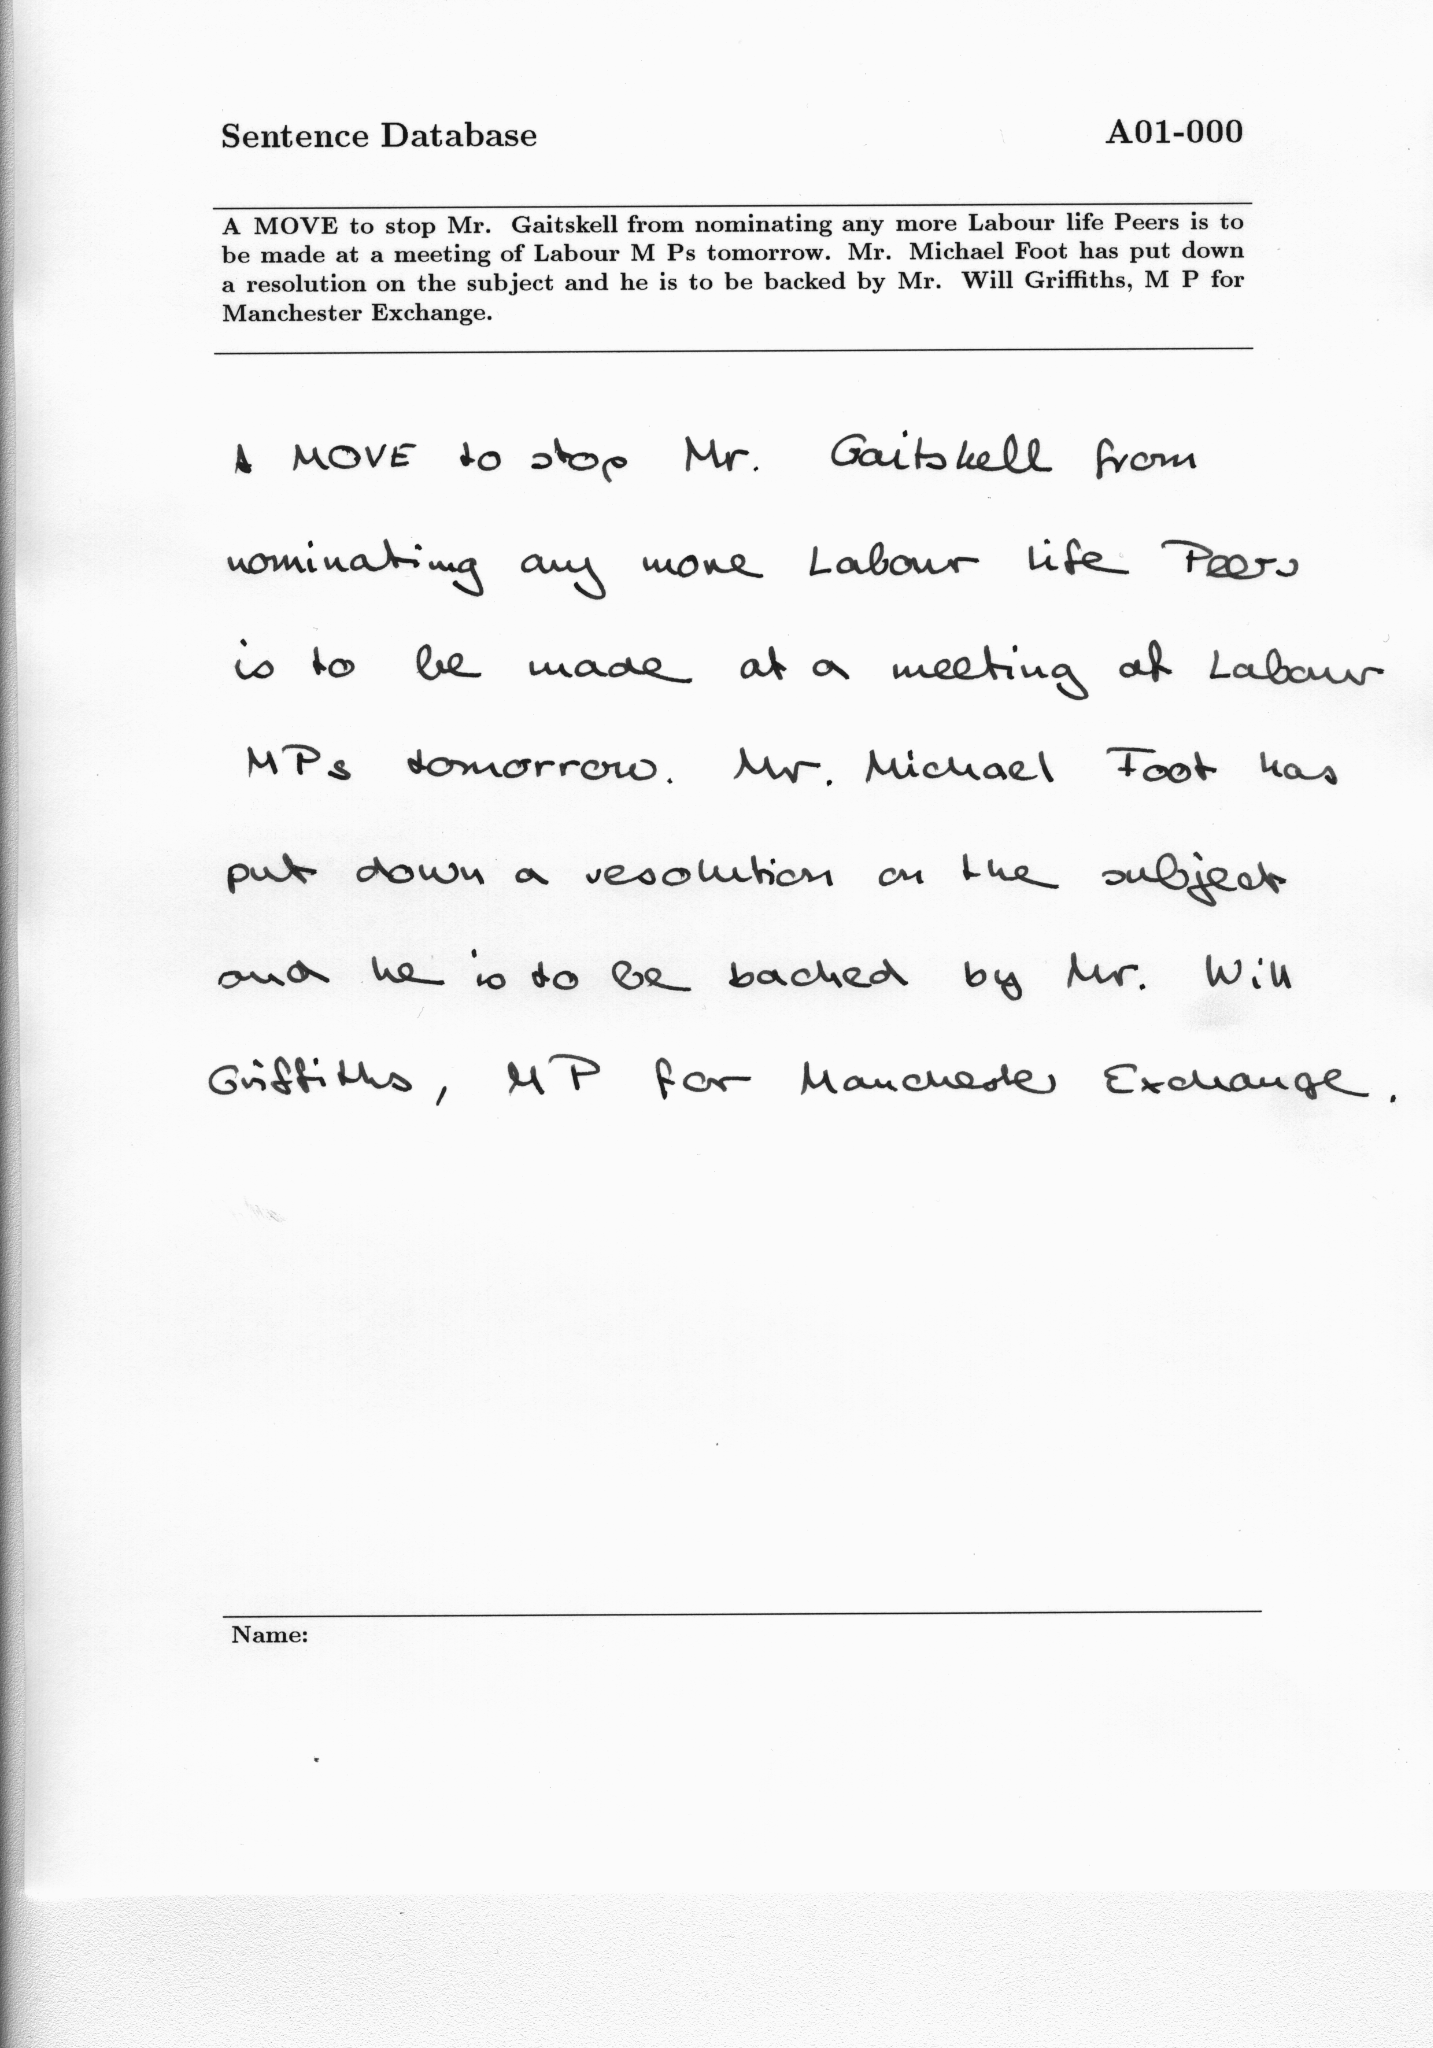 Sentence Database A01-000
A MOVE to stop Mr. Gaitskell from nominating any more Labour life Peers is to
be made at a meeting of Labour M Ps tomorrow. Mr. Michael Foot has put down
a resolution on the subject and he is to be backed by Mr. Will Griffiths, M P for
Manchester Exchange.
A MOVE to stop Mr. Gaitskell from
nominating any more Labour life Peers
is to be made at a meeting at Labour
MPs tomorrow. Mr. Michael Foot has
put down a resolution on the subject
and he is to be backed by Mr. Will
Griffiths, MP for Manchester Exchange.
Name: